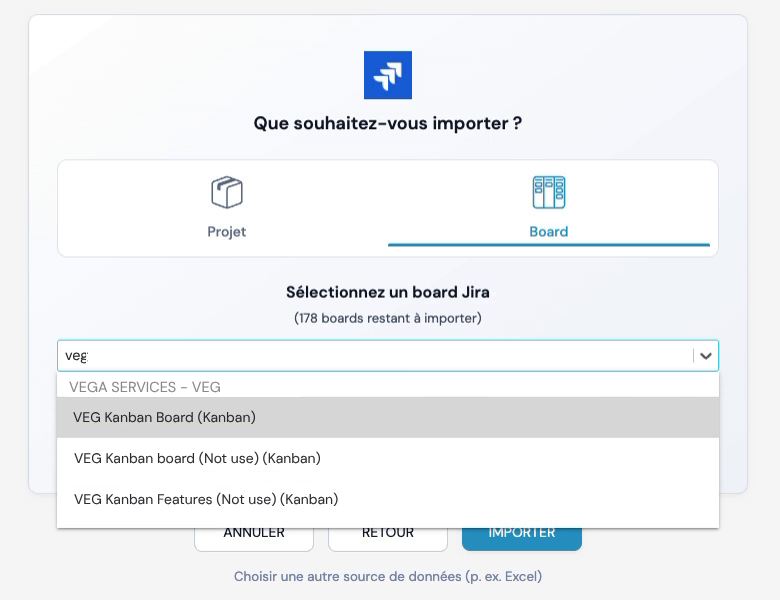 Que souhaitez-vous importer ?
Projet
Board
Sélectionnez un board Jira
(178 boards restant à importer)
veg
VEGA SERVICES - VEG
VEG Kanban Board (Kanban)
VEG Kanban board (Not use) (Kanban)
VEG Kanban Features (Not use) (Kanban)
ANNULER
RETOUR
IMPORTER
Choisir une autre source de données (p. ex. Excel)